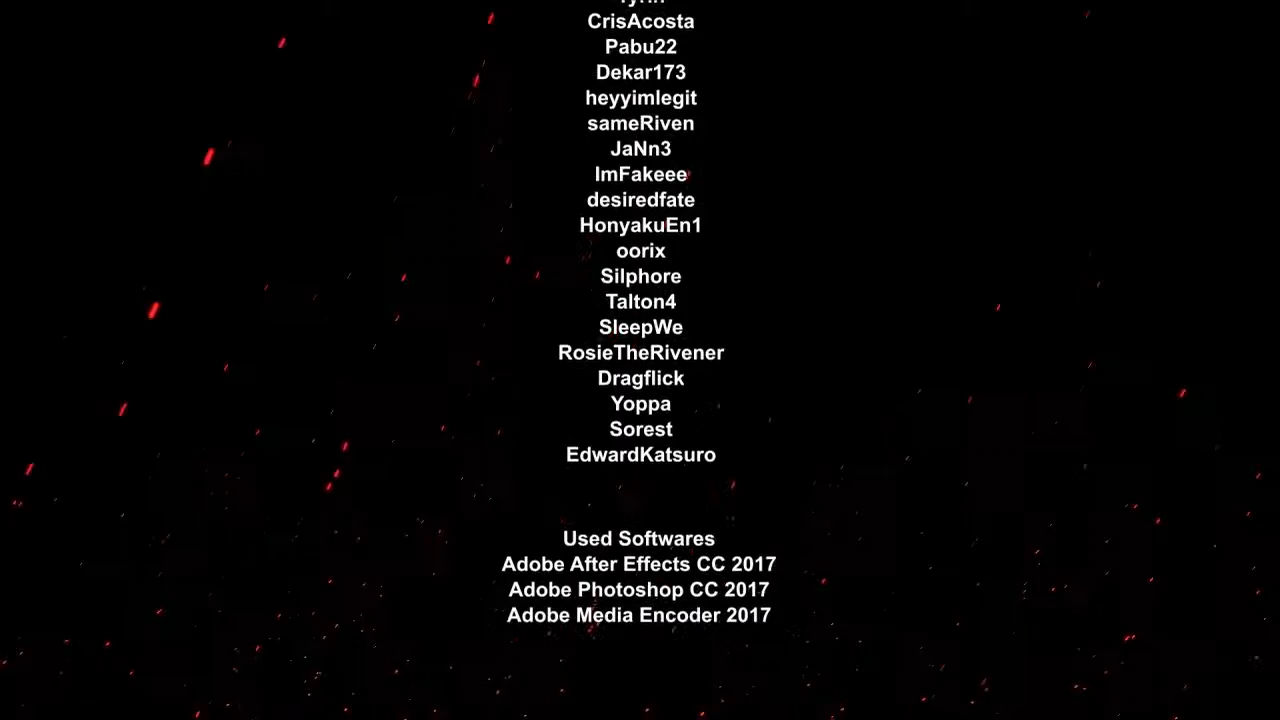 CrisAcosta
Pabu22
Dekar173
heyyimlegit
sameRiven
JaNn3
ImFakeee
desiredfate
HonyakuEn1
oorix
Silphore
Talton4
SleepWe
RosieTheRivener
Dragflick
Yoppa
Sorest
EdwardKatsuro
Used Softwares
Adobe After Effects CC 2017
Adobe Photoshop CC 2017
Adobe Media Encoder 2017